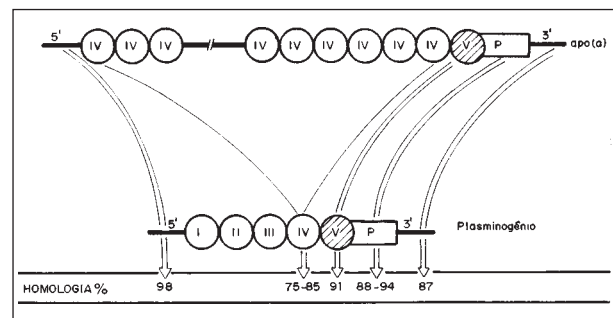 IV IV IV IV IV IV IV IV IV V P
5' 3' apo(a)
5' 3' Plasminogênio
I II III IV V P
HOMOLOGIA % 98 75-85 91 88-94 87